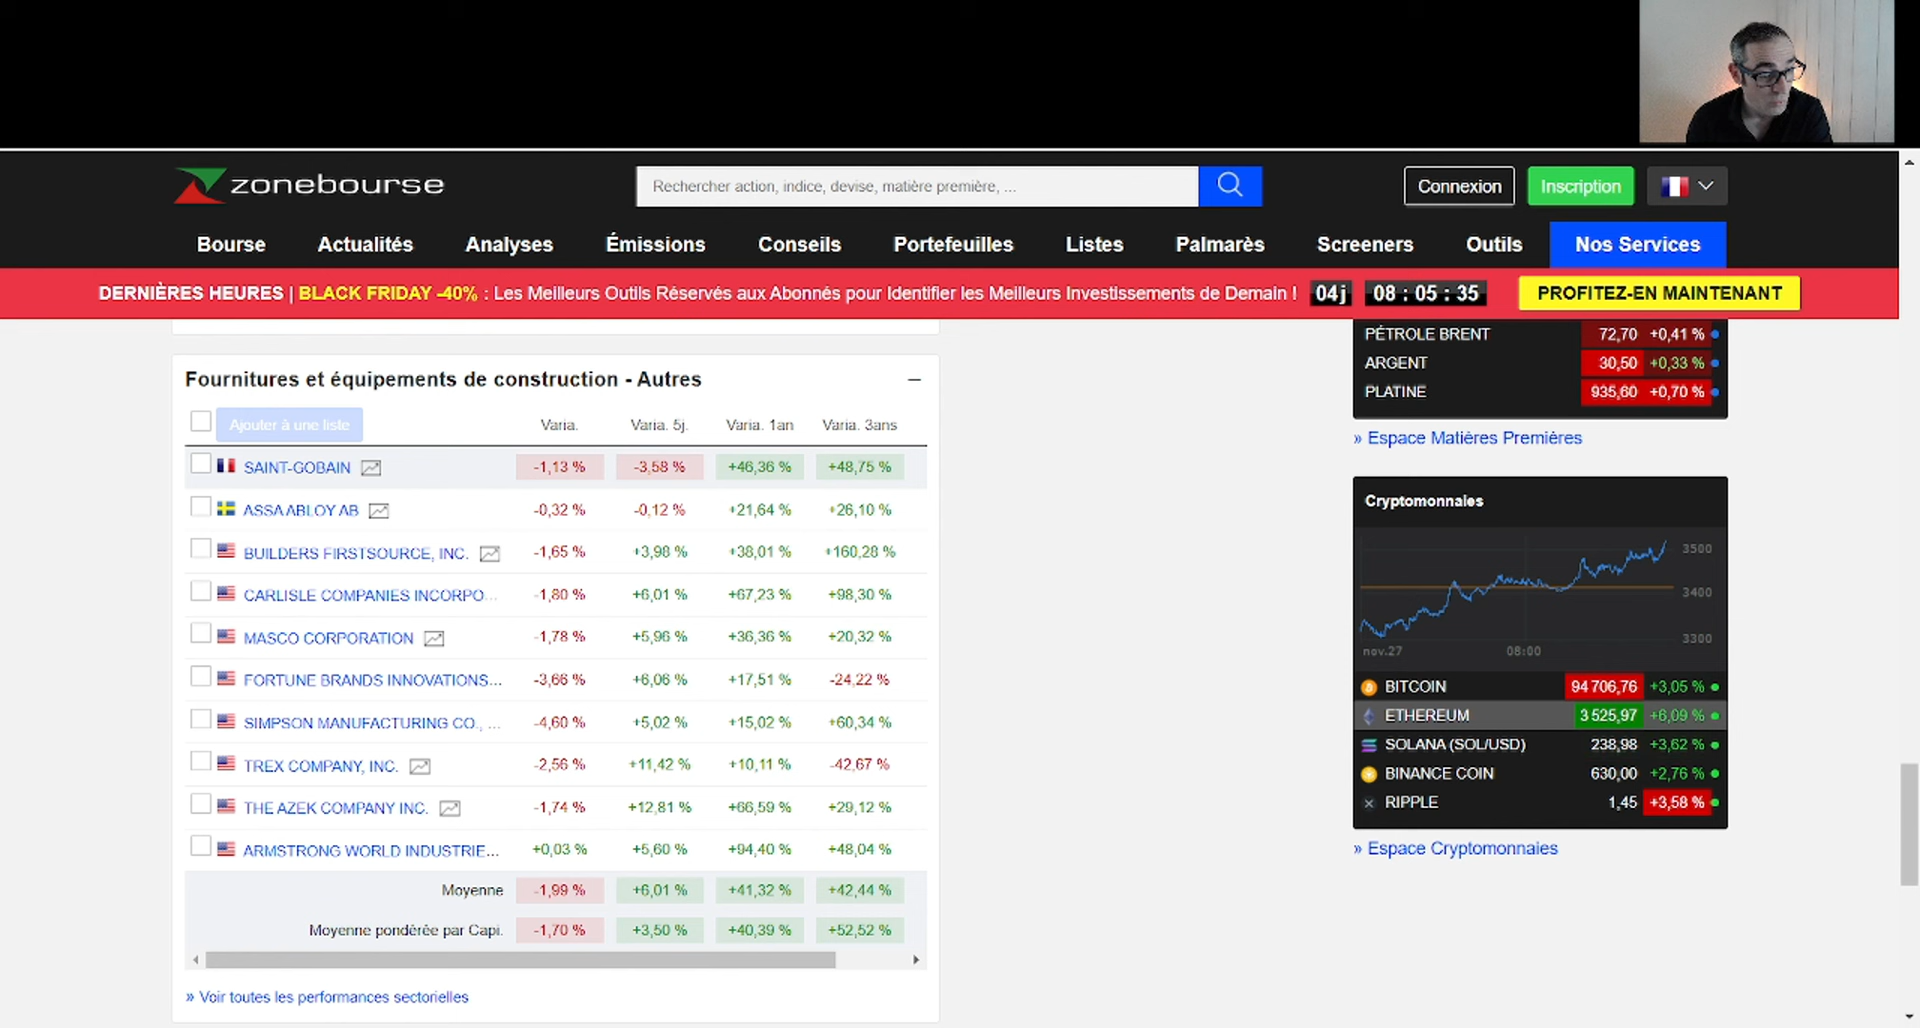 zonebourse
Rechercher action, indice, devise, matière première, ...
Connexion
Inscription
Bourse Actualités Analyses Émissions Conseils Portefeuilles Listes Palmarès Screeners Outils Nos Services
DERNIÈRES HEURES | BLACK FRIDAY -40% : Les Meilleurs Outils Réservés aux Abonnés pour Identifier les Meilleurs Investissements de Demain ! 04j 08 : 05 : 35 PROFITEZ-EN MAINTENANT
Fournitures et équipements de construction - Autres
Ajouter à une liste Varia. Varia. 5j. Varia. 1an Varia. 3ans
SAINT-GOBAIN -1,13 % -3,58 % +46,36 % +48,75 %
ASSA ABLOY AB -0,32 % -0,12 % +21,64 % +26,10 %
BUILDERS FIRSTSOURCE, INC. -1,65 % +3,98 % +38,01 % +160,28 %
CARLISLE COMPANIES INCORPO... -1,80 % +6,01 % +67,23 % +98,30 %
MASCO CORPORATION -1,78 % +5,96 % +36,36 % +20,32 %
FORTUNE BRANDS INNOVATIONS... -3,66 % +6,06 % +17,51 % -24,22 %
SIMPSON MANUFACTURING CO., ... -4,60 % +5,02 % +15,02 % +60,34 %
TREX COMPANY, INC. -2,56 % +11,42 % +10,11 % -42,67 %
THE AZEK COMPANY INC. -1,74 % +12,81 % +66,59 % +29,12 %
ARMSTRONG WORLD INDUSTRIE... +0,03 % +5,60 % +94,40 % +48,04 %
Moyenne -1,99 % +6,01 % +41,32 % +42,44 %
Moyenne pondérée par Capi. -1,70 % +3,50 % +40,39 % +52,52 %
» Voir toutes les performances sectorielles
PÉTROLE BRENT 72,70 +0,41 %
ARGENT 30,50 +0,33 %
PLATINE 935,60 +0,70 %
» Espace Matières Premières
Cryptomonnaies
3500
3400
3300
nov.27 08:00
BITCOIN 94 706,76 +3,05 %
ETHEREUM 3 525,97 +6,09 %
SOLANA (SOL/USD) 238,98 +3,62 %
BINANCE COIN 630,00 +2,76 %
RIPPLE 1,45 +3,58 %
» Espace Cryptomonnaies